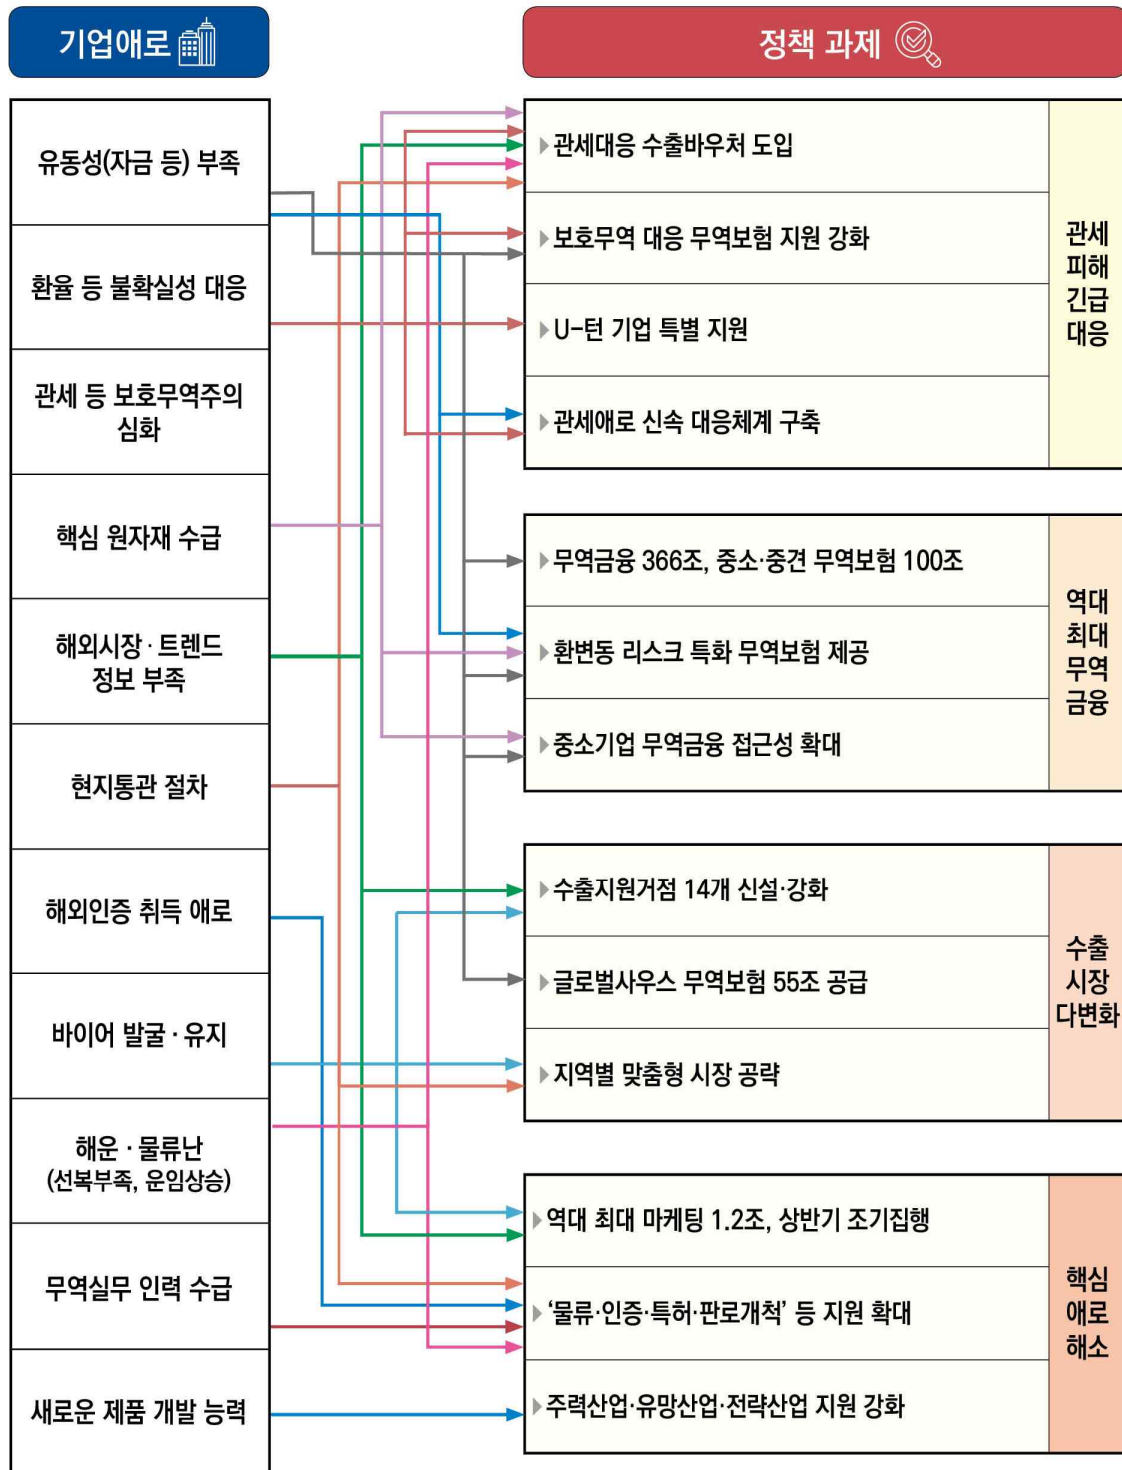 기업애로
정책 과제
유동성(자금 등) 부족
환율 등 불확실성 대응
관세 등 보호무역주의
심화
핵심 원자재 수급
해외시장·트렌드
정보 부족
현지통관 절차
해외인증 취득 애로
바이어 발굴·유지
해운·물류난
(선복부족, 운임상승)
무역실무 인력 수급
새로운 제품 개발 능력
관세대응 수출바우처 도입
보호무역 대응 무역보험 지원 강화
U-턴 기업 특별 지원
관세애로 신속 대응체계 구축
관세
피해
긴급
대응
무역금융 366조, 중소·중견 무역보험 100조
환변동 리스크 특화 무역보험 제공
중소기업 무역금융 접근성 확대
역대
최대
무역
금융
수출지원거점 14개 신설·강화
글로벌사우스 무역보험 55조 공급
지역별 맞춤형 시장 공략
수출
시장
다변화
역대 최대 마케팅 1.2조, 상반기 조기집행
'물류·인증·특허·판로개척' 등 지원 확대
주력산업·유망산업·전략산업 지원 강화
핵심
애로
해소